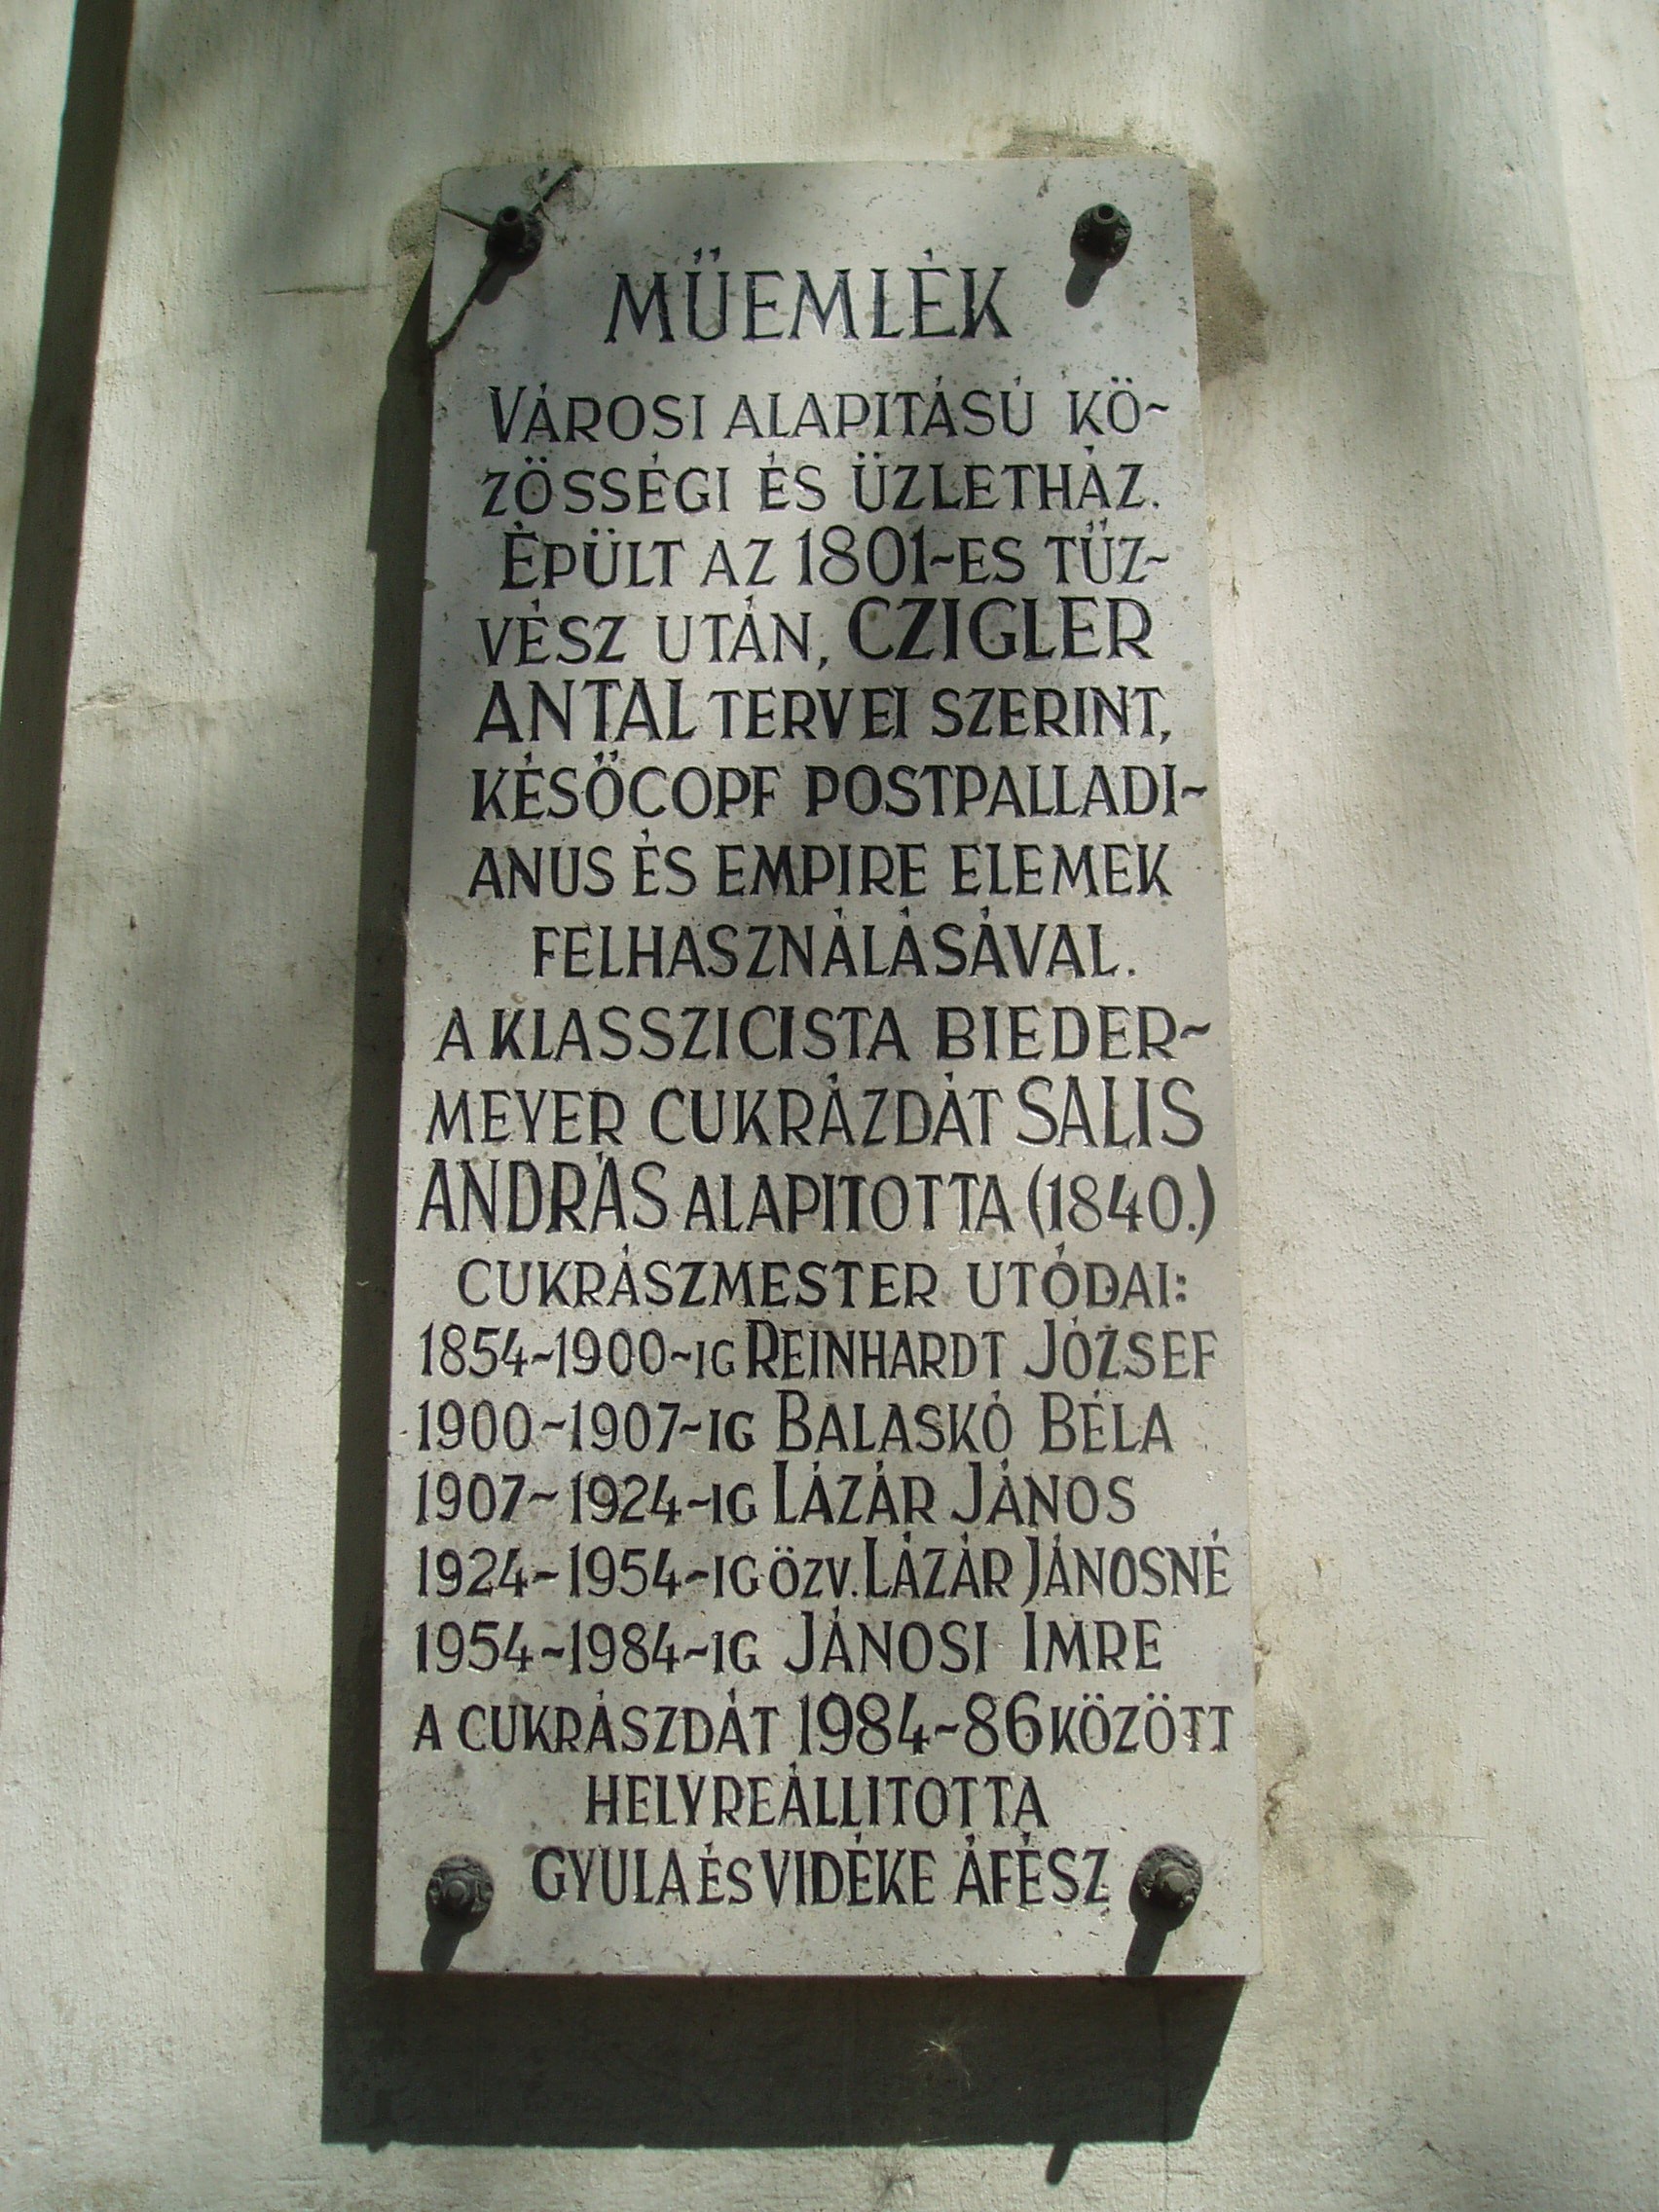 MŰEMLÉK
VÁROSI ALAPITÁSÚ KÖ-
ZÖSSÉGI ÉS ÜZLETHÁZ.
ÉPÜLT AZ 1801-ES TŰZ-
VÉSZ UTÁN, CZIGLER
ANTAL TERVEI SZERINT,
KÉSŐCOPF POSTPALLADI-
ANUS ÉS EMPIRE ELEMEK
FELHASZNÁLÁSÁVAL.
A KLASSZICISTA BIEDER-
MEYER CUKRÁZDÁT SALIS
ANDRÁS ALAPITOTTA (1840.)
CUKRÁSZMESTER UTÓDAI:
1854-1900-IG REINHARDT JÓZSEF
1900-1907-IG BALASKÓ BÉLA
1907-1924-IG LÁZÁR JÁNOS
1924-1954-IG ÖZV. LÁZÁR JÁNOSNÉ
1954-1984-IG JÁNOSI IMRE
A CUKRÁSZDÁT 1984-86 KÖZÖTT
HELYREÁLLITOTTA
GYULA ÉS VIDÉKE ÁFÉSZ